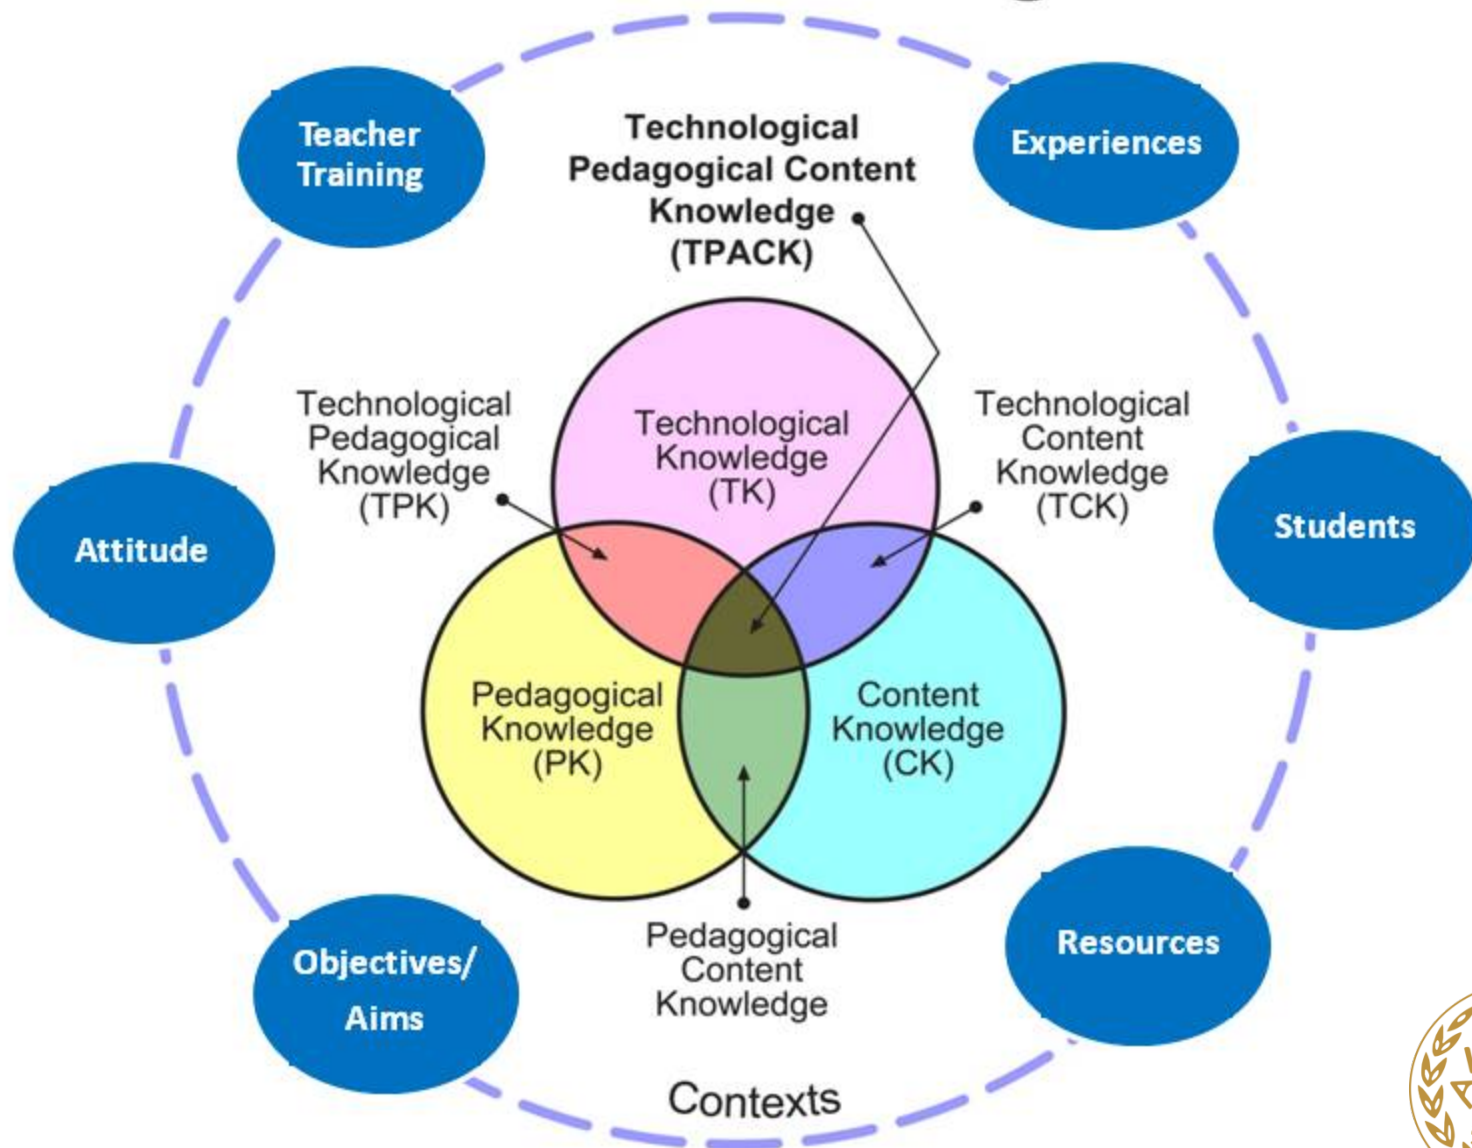 Teacher
Training
Technological
Pedagogical Content
Knowledge
(TPACK)
Experiences
Technological
Pedagogical
Knowledge
(TPK)
Technological
Knowledge
(TK)
Technological
Content
Knowledge
(TCK)
Attitude
Students
Pedagogical
Knowledge
(PK)
Content
Knowledge
(CK)
Objectives/
Aims
Pedagogical
Content
Knowledge
Resources
Contexts